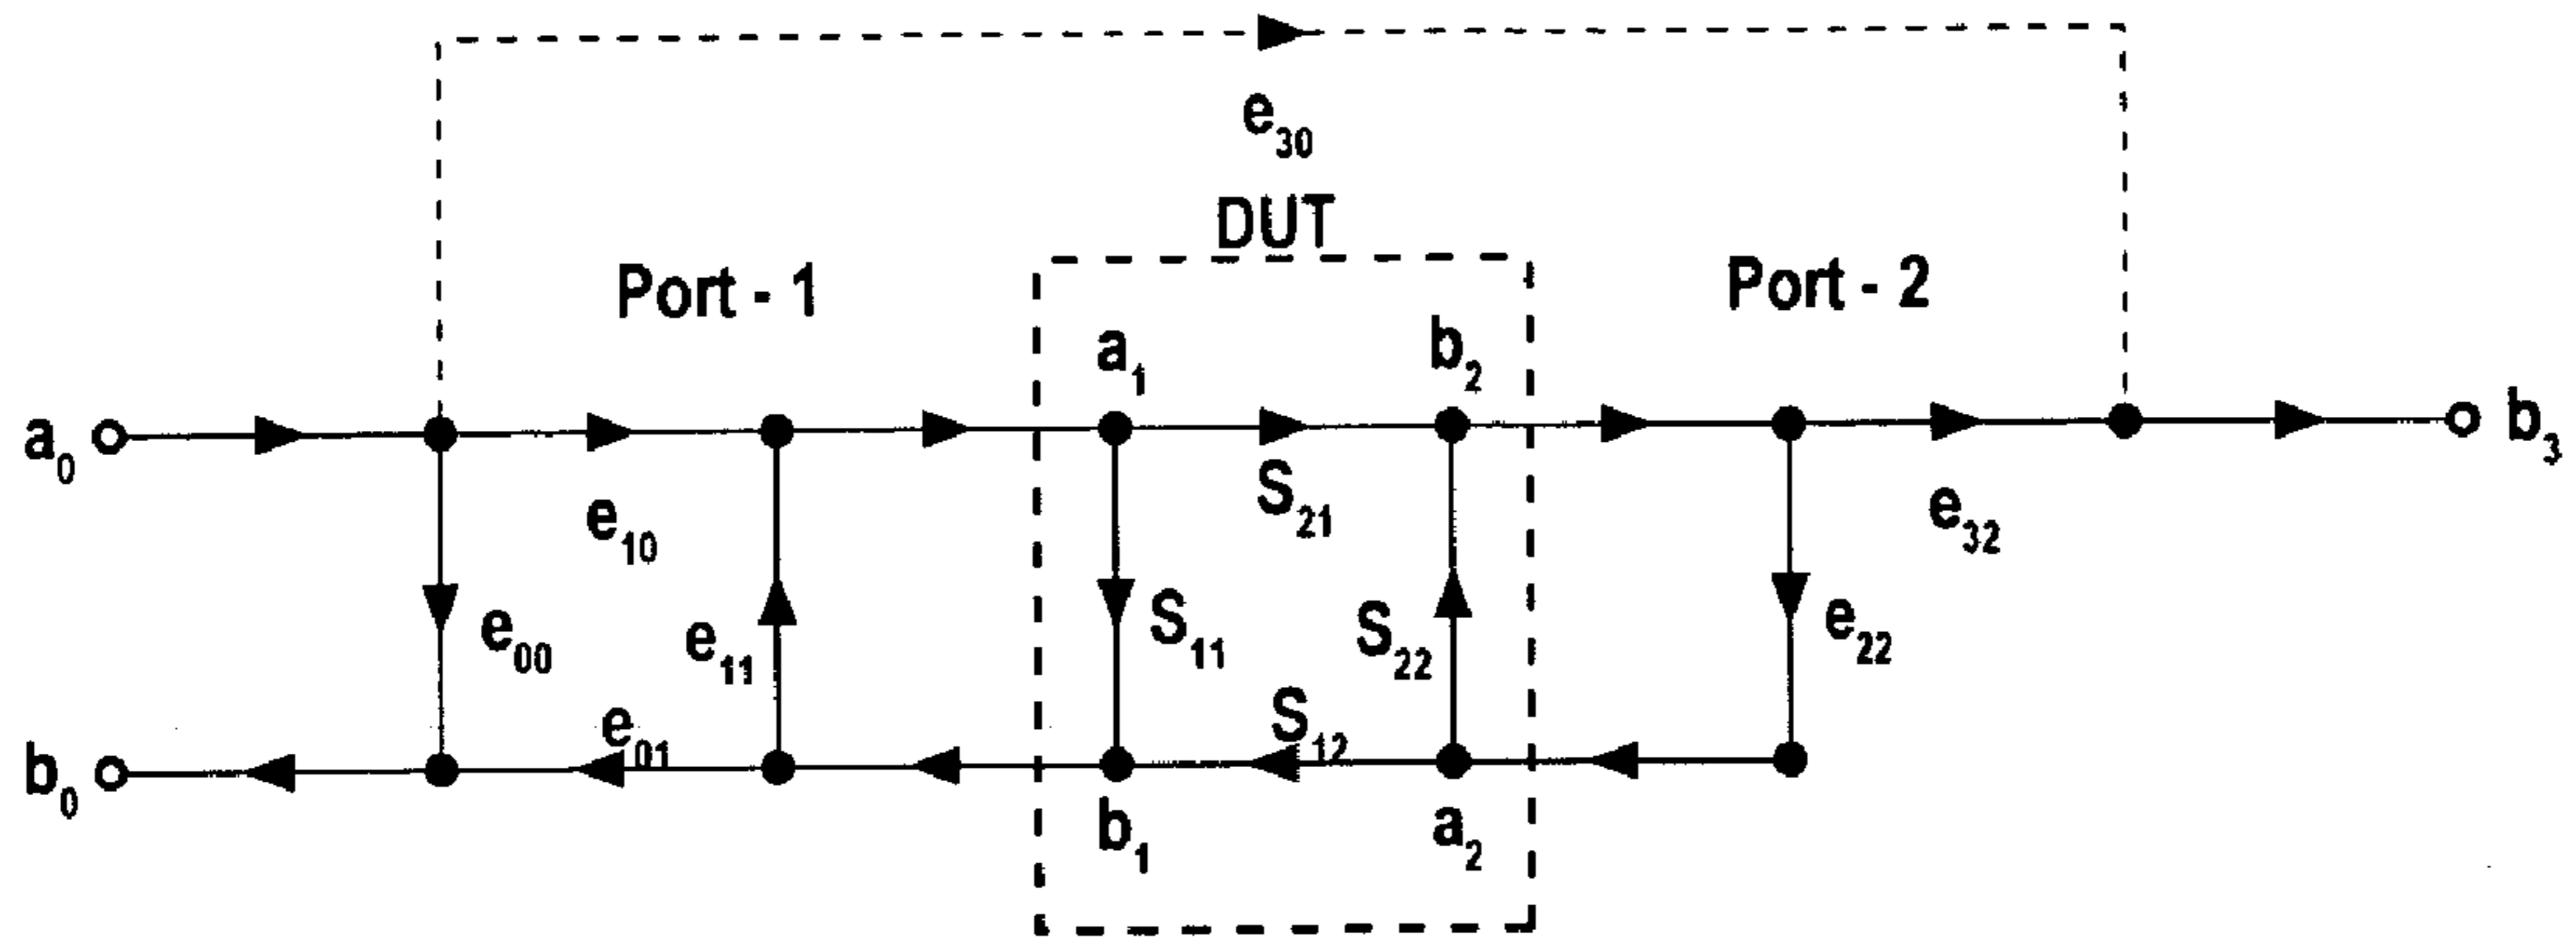 e30
DUT
Port - 1
Port - 2
a1
b2
a0
b3
S21
e10
e32
S11
S22
e00
e11
e22
e01
S12
b0
b1
a2